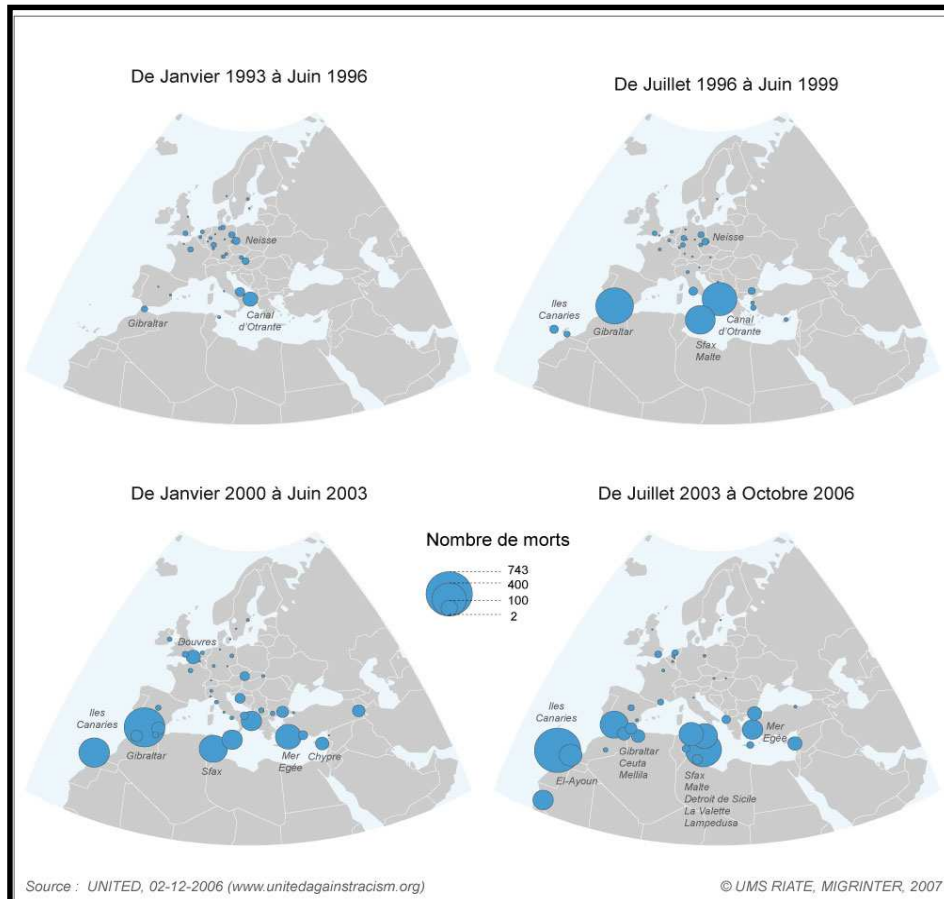 De Janvier 1993 à Juin 1996
De Juillet 1996 à Juin 1999
Neisse
Gibraltar
Canal
d'Otrante
Neisse
Iles
Canaries
Gibraltar
Canal
d'Otrante
Sfax
Malte
De Janvier 2000 à Juin 2003
De Juillet 2003 à Octobre 2006
Nombre de morts
743
400
100
2
Douvres
Iles
Canaries
Gibraltar
Sfax
Mer
Egée
Chypre
Iles
Canaries
El-Ayoun
Gibraltar
Ceuta
Mellila
Sfax
Malte
Detroit de Sicile
La Valette
Lampedusa
Mer
Egée
Source : UNITED, 02-12-2006 (www.unitedagainstracism.org)
© UMS RIATE, MIGRINTER, 2007